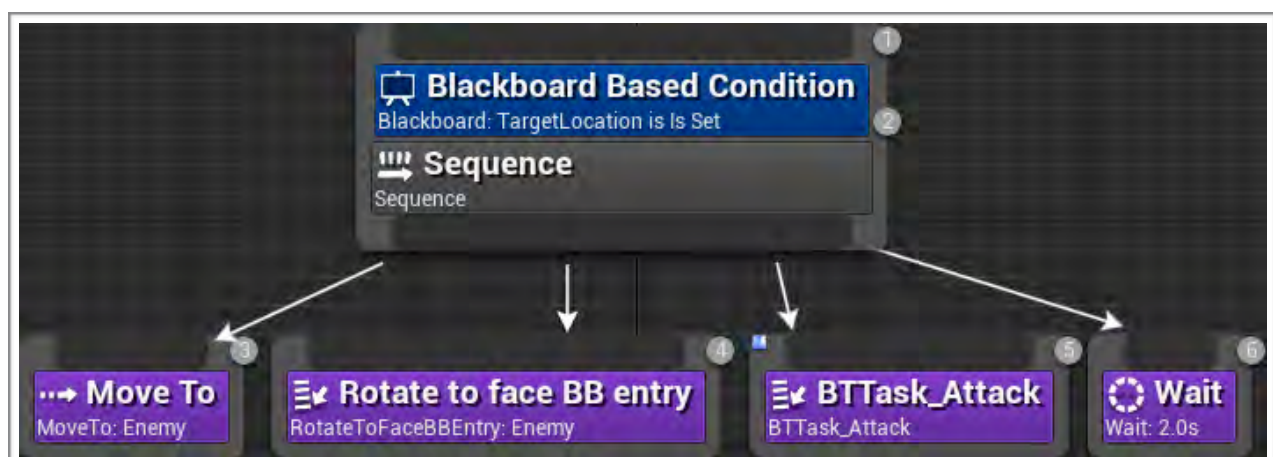 1
Blackboard Based Condition
Blackboard: TargetLocation is Is Set
2
Sequence
Sequence
3
4
5
6
Move To
MoveTo: Enemy
Rotate to face BB entry
RotateToFaceBBEntry: Enemy
BTTask_Attack
BTTask_Attack
Wait
Wait: 2.0s